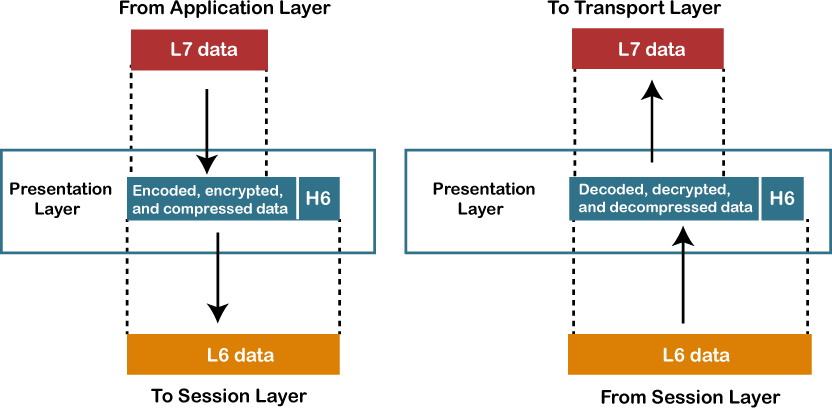 From Application Layer
L7 data
Presentation
Layer
Encoded, encrypted,
and compressed data
H6
L6 data
To Session Layer
To Transport Layer
L7 data
Presentation
Layer
Decoded, decrypted,
and decompressed data
H6
L6 data
From Session Layer